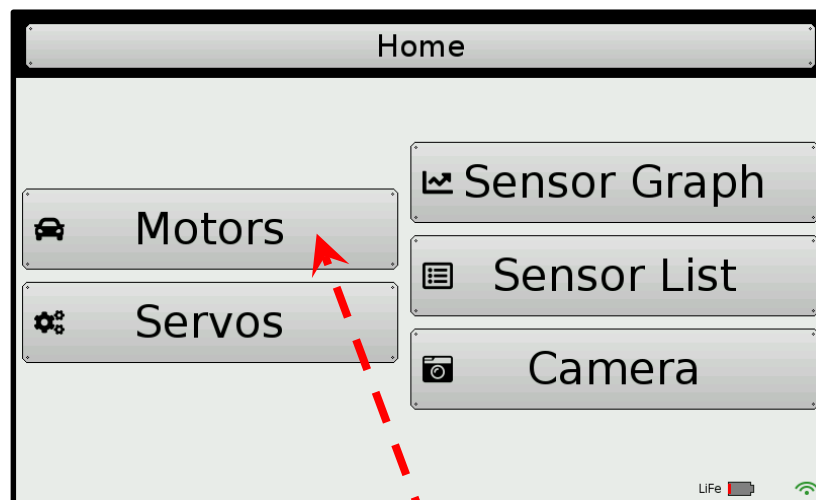 Home
Motors
Servos
Sensor Graph
Sensor List
Camera
LiFe